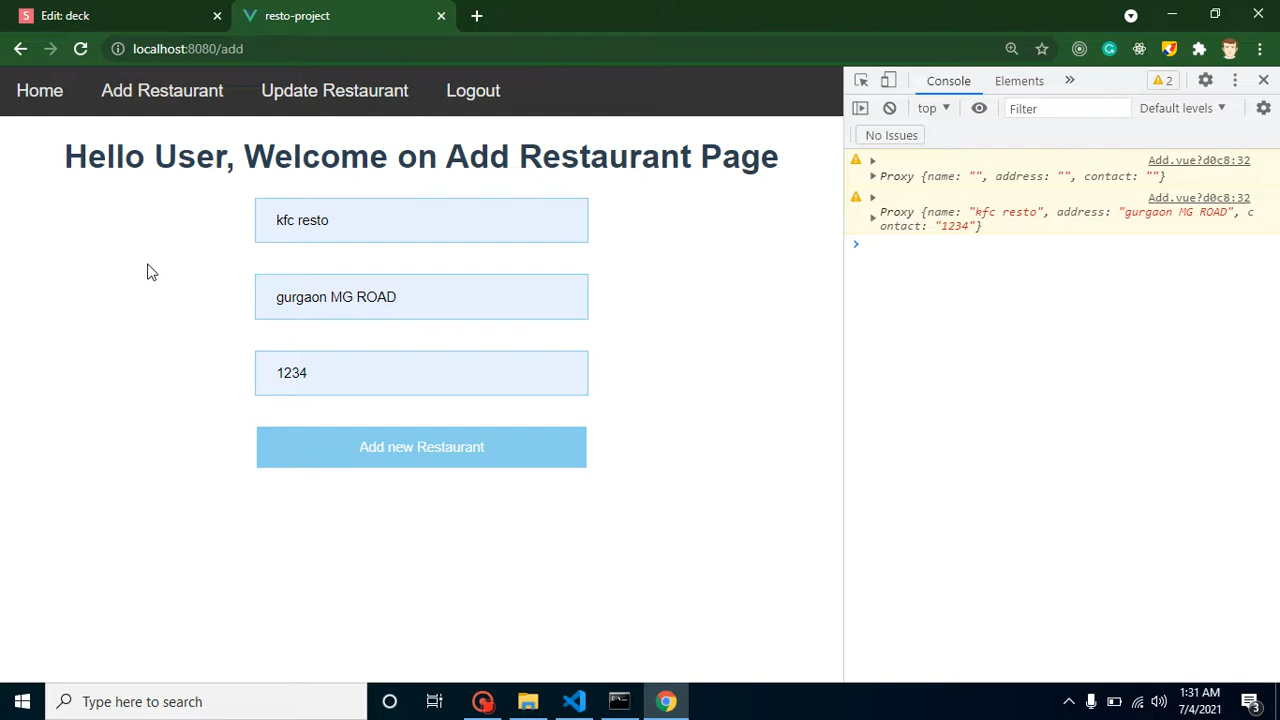 Edit: deck
resto-project
localhost:8080/add
Home Add Restaurant Update Restaurant Logout
Hello User, Welcome on Add Restaurant Page
kfc resto
gurgaon MG ROAD
1234
Add new Restaurant
Console Elements 2
top Filter Default levels
No Issues
Add.vue?d0c8:32
Proxy {name: "", address: "", contact: ""}
Add.vue?d0c8:32
Proxy {name: "kfc resto", address: "gurgaon MG ROAD", c
ontact: "1234"}
Type here to search
1:31 AM
7/4/2021
3